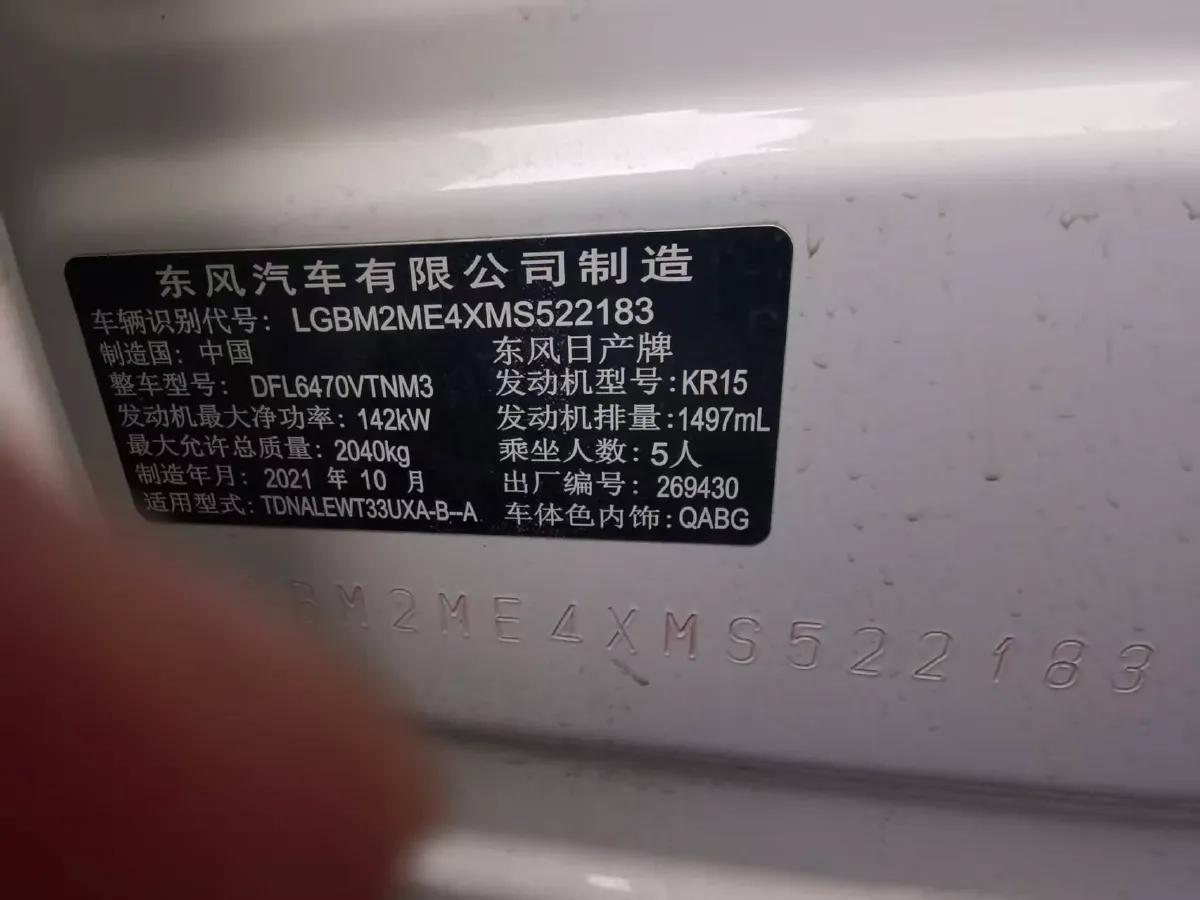 东风汽车有限公司制造
车辆识别代号: LGBM2ME4XMS522183
制造国: 中国 东风日产牌
整车型号: DFL6470VTNM3 发动机型号: KR15
发动机最大净功率: 142kW 发动机排量: 1497mL
最大允许总质量: 2040kg 乘坐人数: 5人
制造年月: 2021 年 10 月 出厂编号: 269430
适用型式: TDNALEWT33UXA-B--A 车体色内饰: QABG
BM2ME4XMS522183